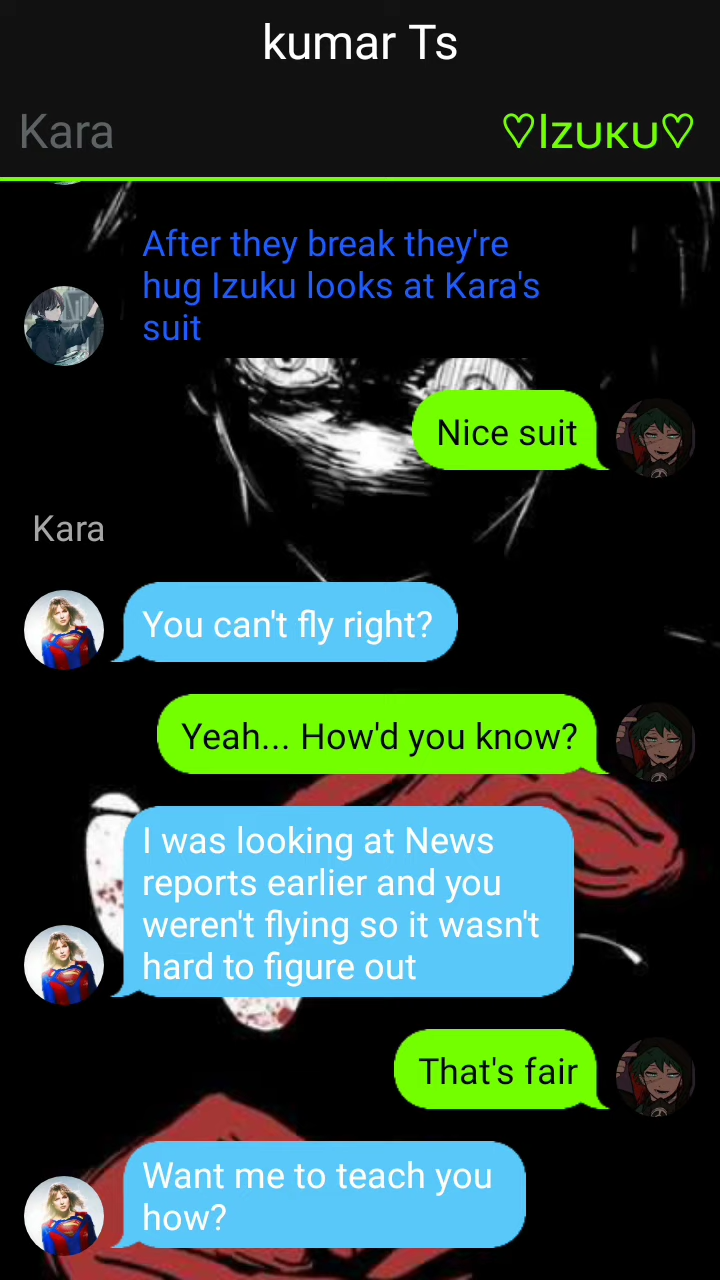 kumar Ts
Kara
♡Izuku♡
After they break they're
hug Izuku looks at Kara's
suit
Nice suit
Kara
You can't fly right?
Yeah... How'd you know?
I was looking at News
reports earlier and you
weren't flying so it wasn't
hard to figure out
That's fair
Want me to teach you
how?